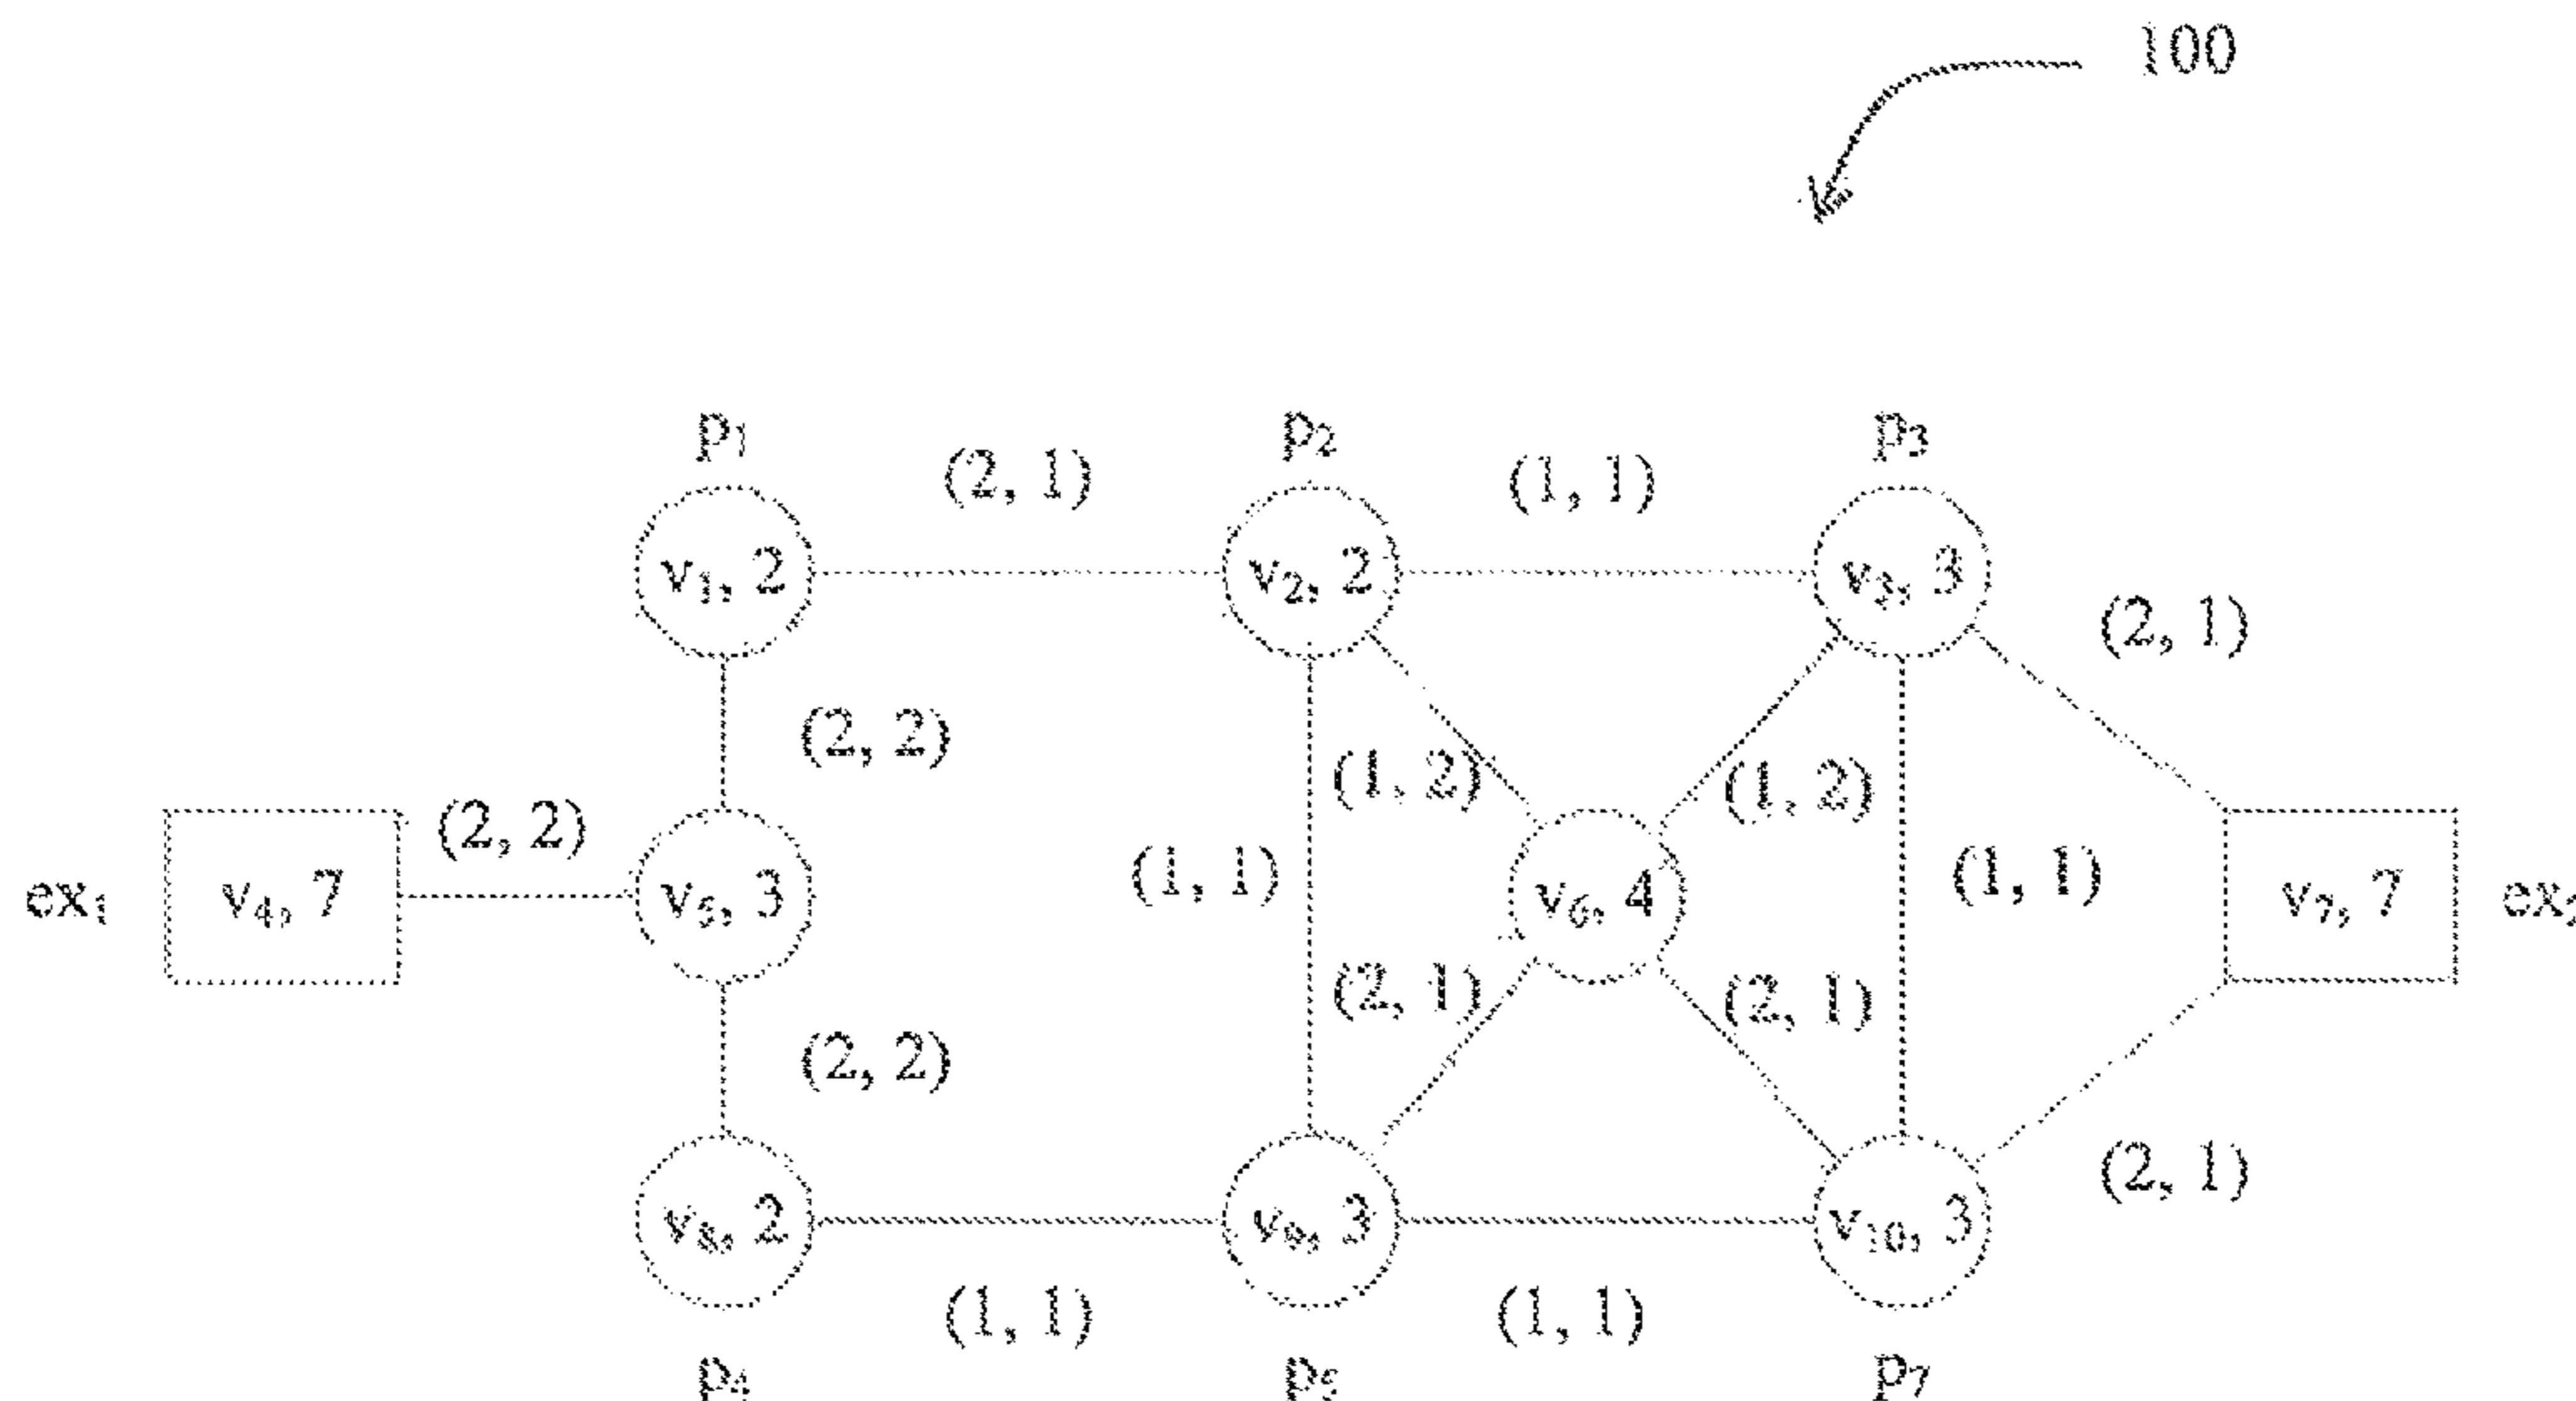 100
p₁ p₂ p₃
(2, 1) (1, 1)
v₁, 2 v₂, 2 v₃, 3
(2, 1)
(2, 2) (1, 2) (1, 2)
(2, 2)
ex₁ v₄, 7 v₅, 3 (1, 1) v₆, 4 (1, 1) v₇, 7
(2, 1) (2, 1)
(2, 2)
(2, 1)
v₈, 2 v₉, 3 v₁₀, 3
(1, 1) (1, 1)
p₄ p₅ p₇